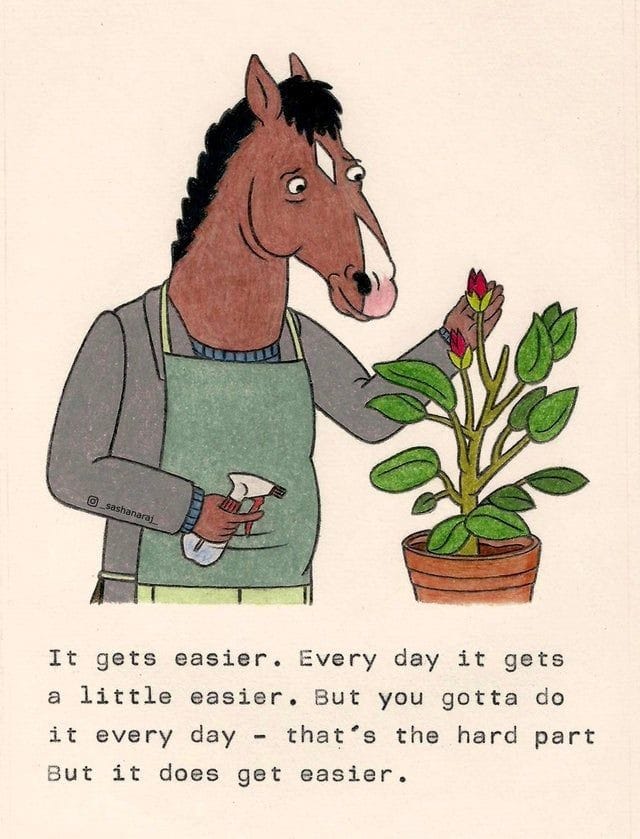 _sashanaraj_
It gets easier. Every day it gets
a little easier. But you gotta do
it every day - that's the hard part
But it does get easier.